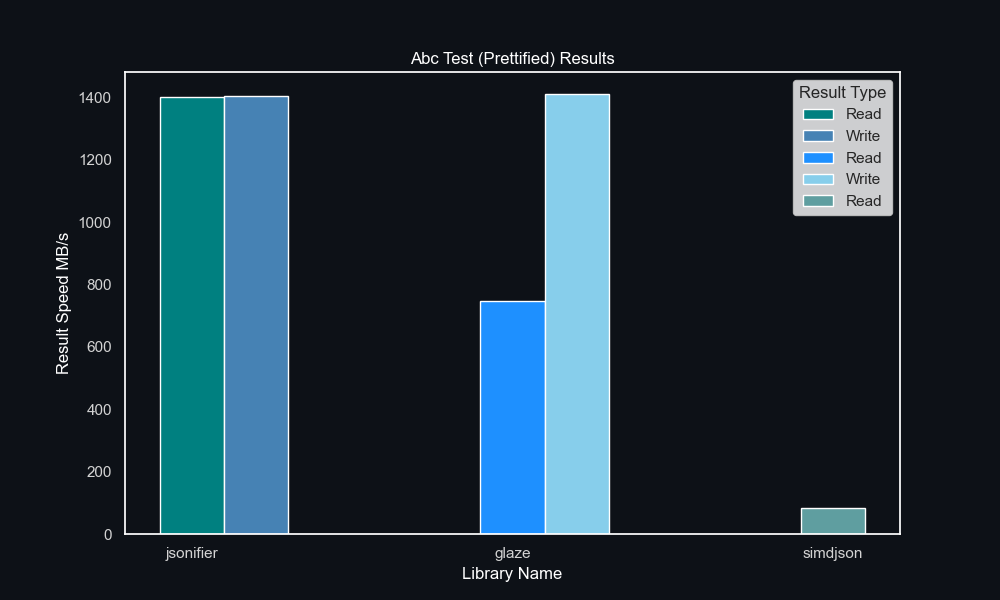 Abc Test (Prettified) Results
Result Type
Read
Write
Read
Write
Read
Result Speed MB/s
1400
1200
1000
800
600
400
200
0
jsonifier glaze simdjson
Library Name